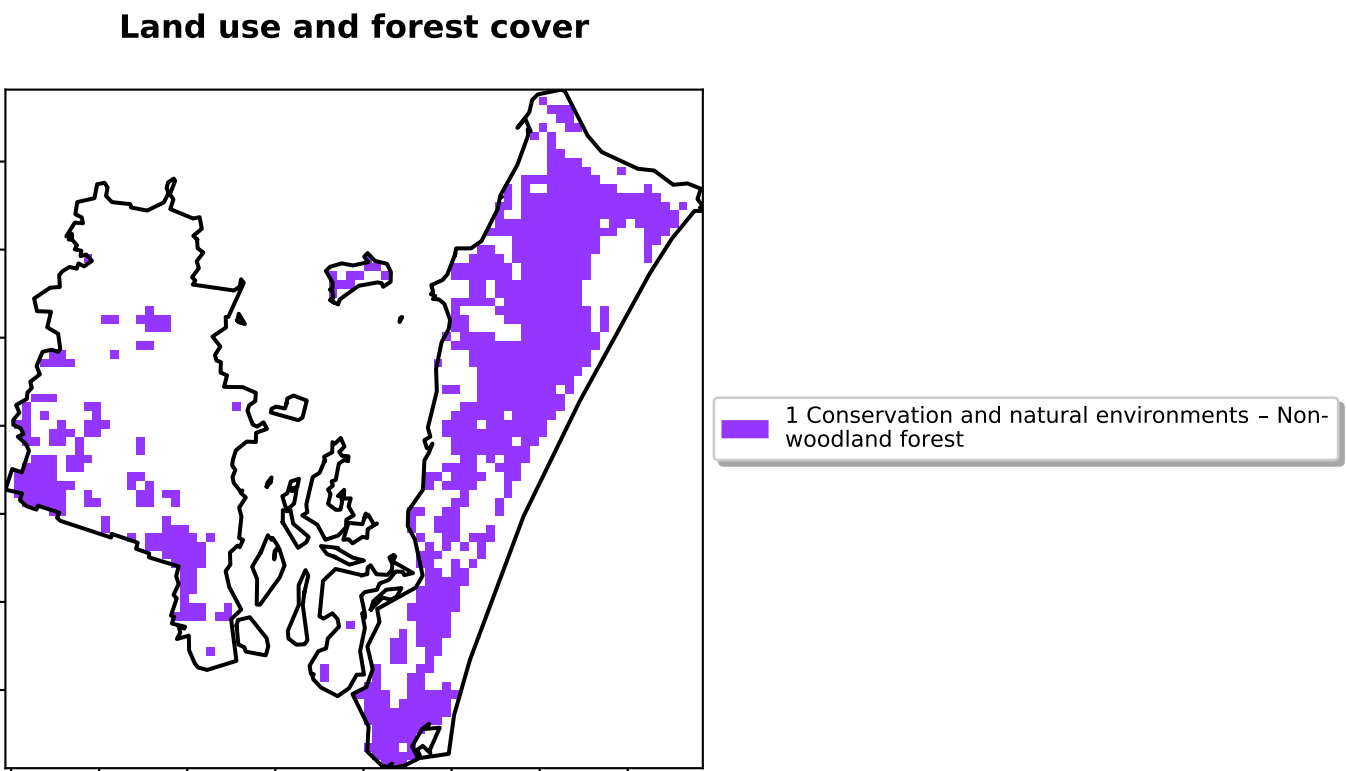 Land use and forest cover
1 Conservation and natural environments – Non-
woodland forest